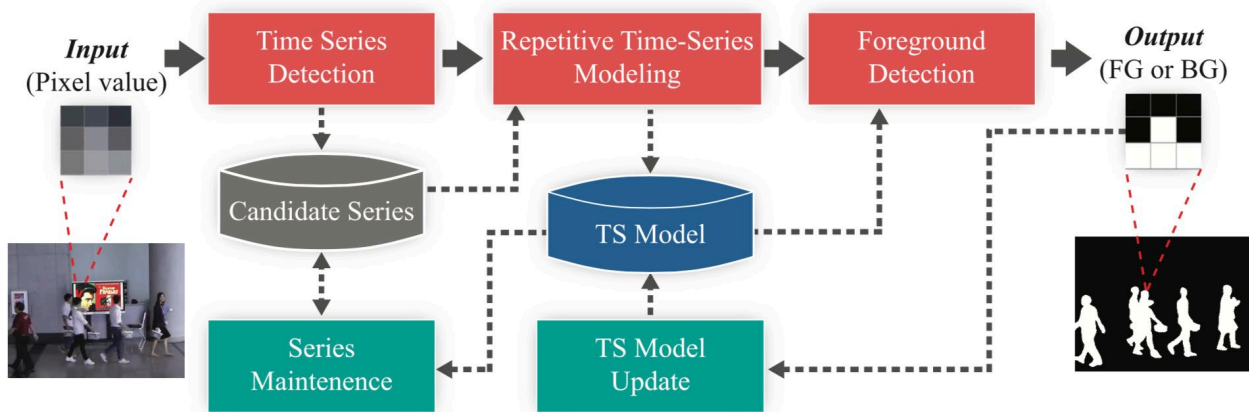 Input
(Pixel value)
Time Series
Detection
Repetitive Time-Series
Modeling
Foreground
Detection
Output
(FG or BG)
Candidate Series
TS Model
Series
Maintenence
TS Model
Update